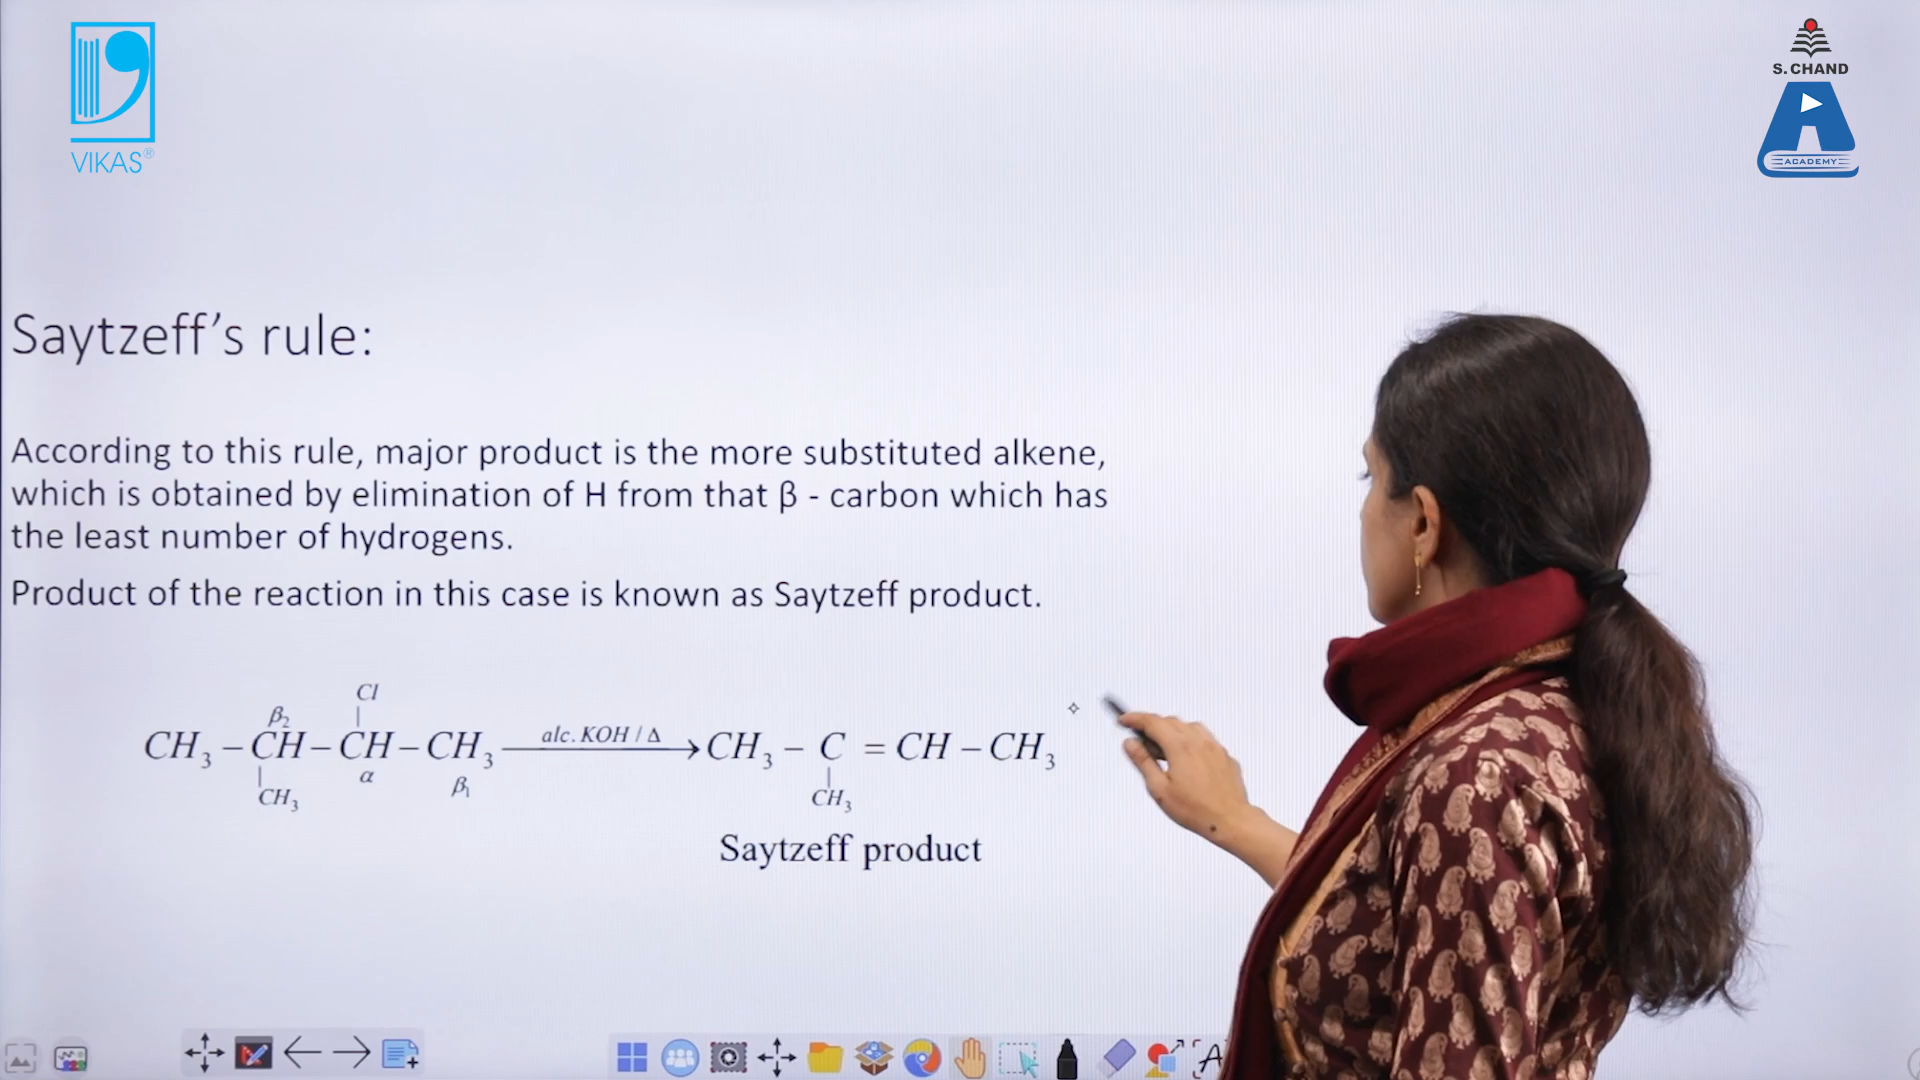 VIKAS®
S. CHAND
ACADEMY
Saytzeff's rule:
According to this rule, major product is the more substituted alkene,
which is obtained by elimination of H from that β - carbon which has
the least number of hydrogens.
Product of the reaction in this case is known as Saytzeff product.
Cl
β₂
CH₃ – CH – CH – CH₃ alc. KOH / Δ → CH₃ – C = CH – CH₃
α
β₁
CH₃ CH₃
Saytzeff product
A